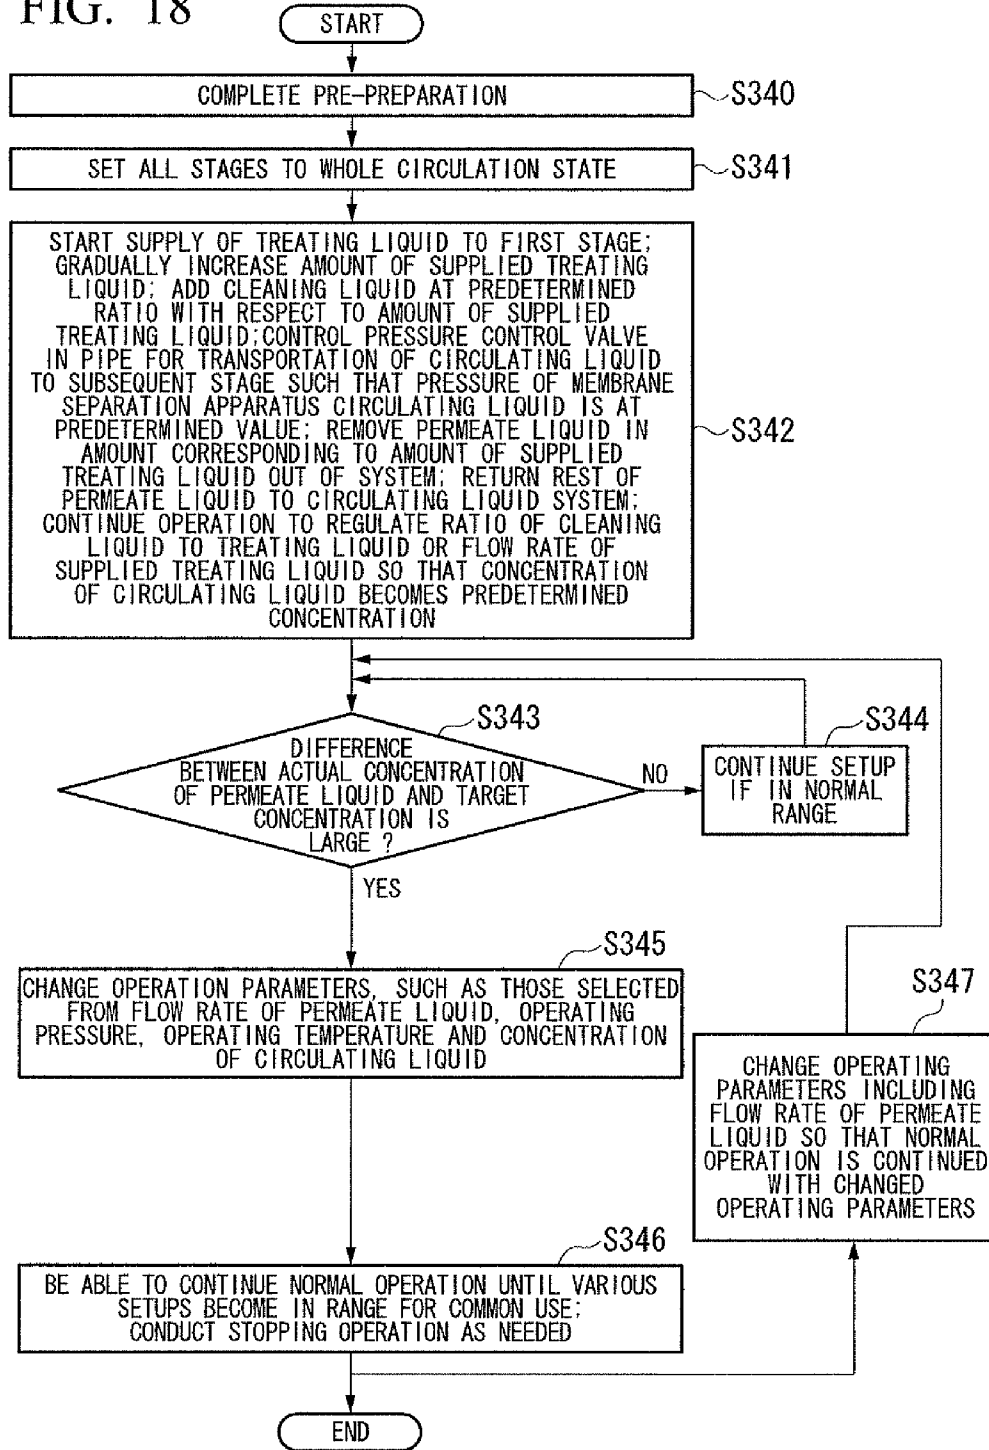 FIG. 18
START
COMPLETE PRE-PREPARATION
S340
SET ALL STAGES TO WHOLE CIRCULATION STATE
S341
START SUPPLY OF TREATING LIQUID TO FIRST STAGE;
GRADUALLY INCREASE AMOUNT OF SUPPLIED TREATING
LIQUID; ADD CLEANING LIQUID AT PREDETERMINED
RATIO WITH RESPECT TO AMOUNT OF SUPPLIED
TREATING LIQUID;CONTROL PRESSURE CONTROL VALVE
IN PIPE FOR TRANSPORTATION OF CIRCULATING LIQUID
TO SUBSEQUENT STAGE SUCH THAT PRESSURE OF MEMBRANE
SEPARATION APPARATUS CIRCULATING LIQUID IS AT
PREDETERMINED VALUE; REMOVE PERMEATE LIQUID IN
AMOUNT CORRESPONDING TO AMOUNT OF SUPPLIED
TREATING LIQUID OUT OF SYSTEM; RETURN REST OF
PERMEATE LIQUID TO CIRCULATING LIQUID SYSTEM;
CONTINUE OPERATION TO REGULATE RATIO OF CLEANING
LIQUID TO TREATING LIQUID OR FLOW RATE OF
SUPPLIED TREATING LIQUID SO THAT CONCENTRATION
OF CIRCULATING LIQUID BECOMES PREDETERMINED
CONCENTRATION
S342
S343
DIFFERENCE
BETWEEN ACTUAL CONCENTRATION
OF PERMEATE LIQUID AND TARGET
CONCENTRATION IS
LARGE ?
NO
S344
CONTINUE SETUP
IF IN NORMAL
RANGE
YES
S345
CHANGE OPERATION PARAMETERS, SUCH AS THOSE SELECTED
FROM FLOW RATE OF PERMEATE LIQUID, OPERATING
PRESSURE, OPERATING TEMPERATURE AND CONCENTRATION
OF CIRCULATING LIQUID
S347
CHANGE OPERATING
PARAMETERS INCLUDING
FLOW RATE OF PERMEATE
LIQUID SO THAT NORMAL
OPERATION IS CONTINUED
WITH CHANGED
OPERATING PARAMETERS
S346
BE ABLE TO CONTINUE NORMAL OPERATION UNTIL VARIOUS
SETUPS BECOME IN RANGE FOR COMMON USE;
CONDUCT STOPPING OPERATION AS NEEDED
END